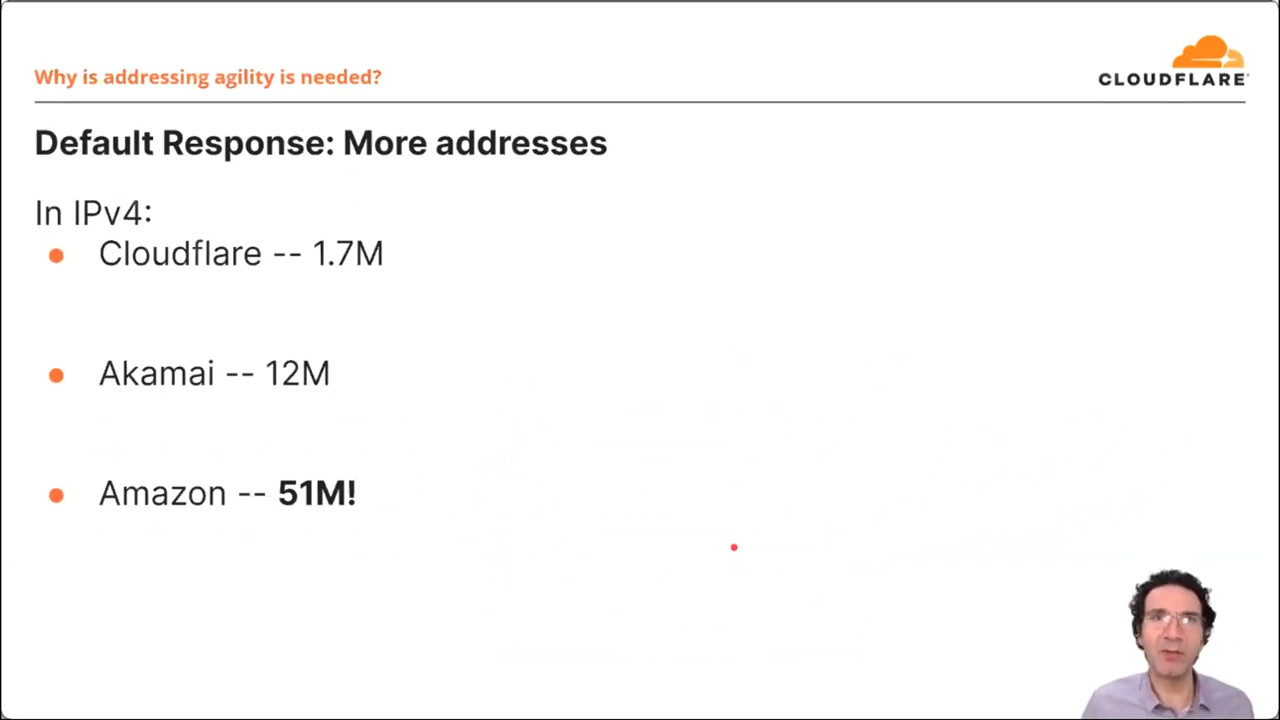 Why is addressing agility is needed?
CLOUDFLARE
Default Response: More addresses
In IPv4:
● Cloudflare -- 1.7M
● Akamai -- 12M
● Amazon -- 51M!